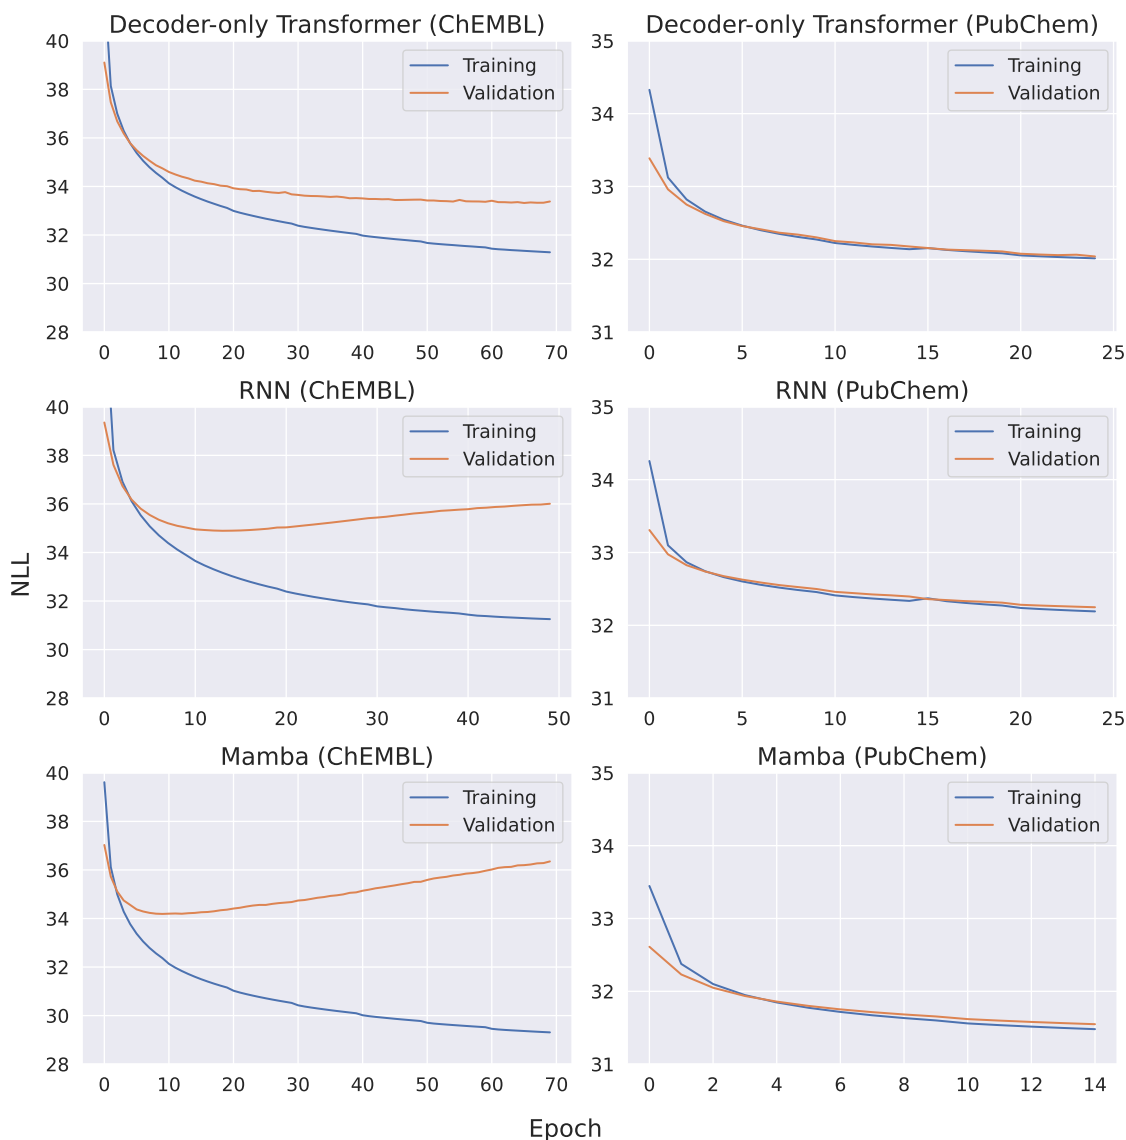 Decoder-only Transformer (ChEMBL)
40
38
36
34
32
30
28
0 10 20 30 40 50 60 70
Training
Validation
Decoder-only Transformer (PubChem)
35
34
33
32
31
0 5 10 15 20 25
Training
Validation
RNN (ChEMBL)
40
38
36
34
32
30
28
0 10 20 30 40 50
Training
Validation
RNN (PubChem)
35
34
33
32
31
0 5 10 15 20 25
Training
Validation
NLL
Mamba (ChEMBL)
40
38
36
34
32
30
28
0 10 20 30 40 50 60 70
Training
Validation
Mamba (PubChem)
35
34
33
32
31
0 2 4 6 8 10 12 14
Training
Validation
Epoch